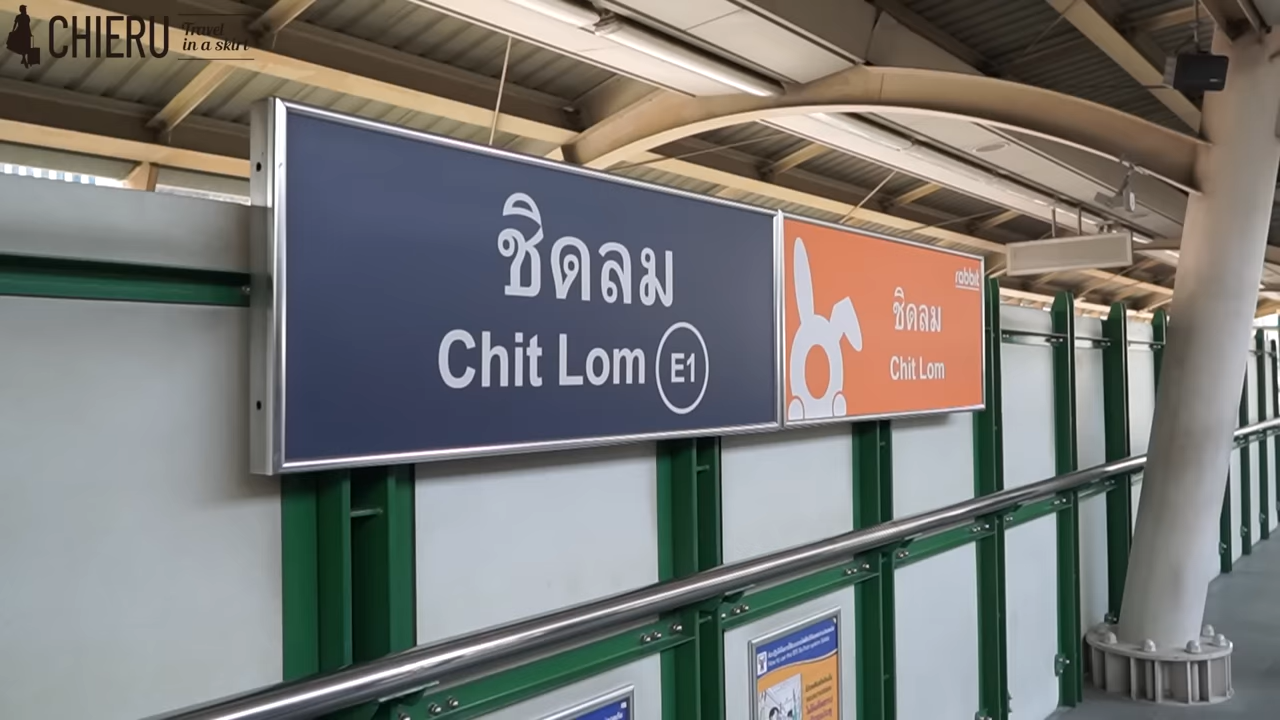 CHIERU
Travel
in a skirt
ชิดลม
Chit Lom E1
rabbit
ชิดลม
Chit Lom